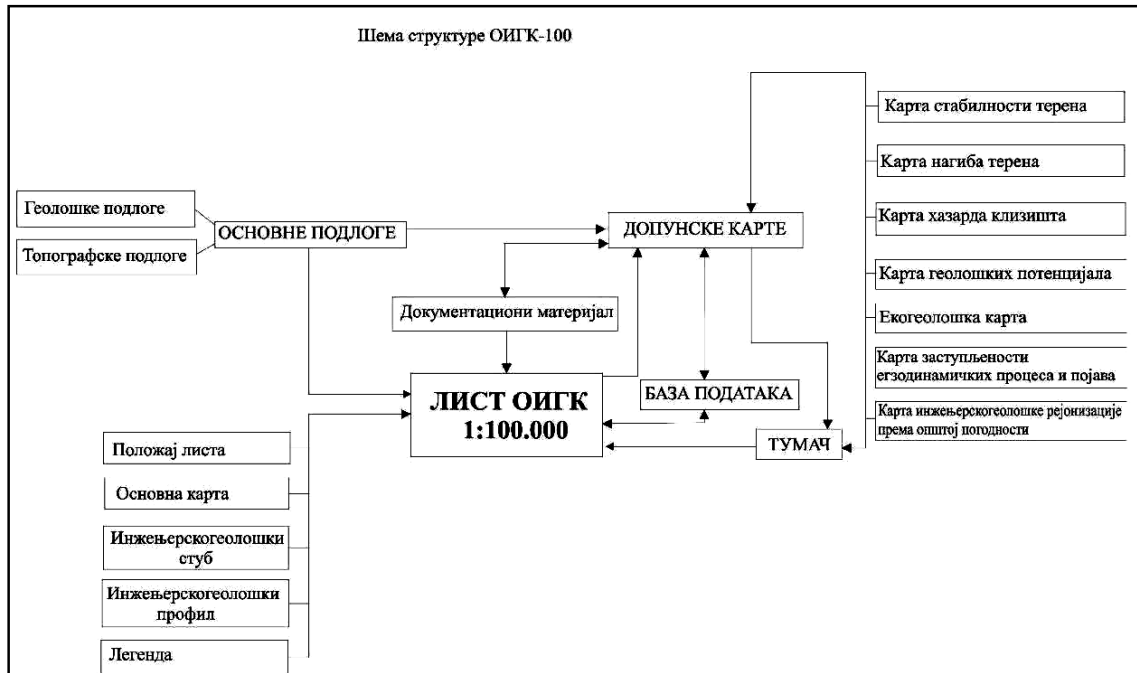 Шема структуре ОИГК-100
Карта стабилности терена
Карта нагиба терена
Геолошке подлоге
Карта хазарда клизишта
ОСНОВНЕ ПОДЛОГЕ
ДОПУНСКЕ КАРТЕ
Топографске подлоге
Карта геолошких потенцијала
Документациони материјал
Екогеолошка карта
Карта заступљености
егзодинамичких процеса и појава
ЛИСТ ОИГК
1:100.000
БАЗА ПОДАТАКА
Карта инжењерскогеолошке рејонизације
према општој погодности
ТУМАЧ
Положај листа
Основна карта
Инжењерскогеолошки
стуб
Инжењерскогеолошки
профил
Легенда